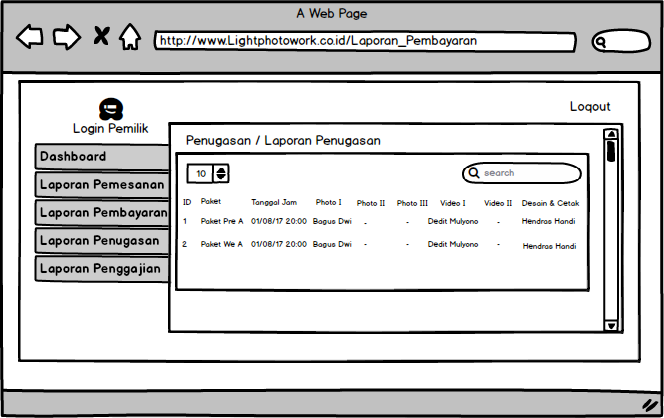 A Web Page
http://www.Lightphotowork.co.id/Laporan_Pembayaran
Logout
Login Pemilik
Dashboard
Laporan Pemesanan
Laporan Pembayaran
Laporan Penugasan
Laporan Penggajian
Penugasan / Laporan Penugasan
10
search
ID Paket Tanggal Jam Photo I Photo II Photo III Video I Video II Desain & Cetak
1 Paket Pre A 01/08/17 20:00 Bagus Dwi - - Dedit Mulyono - Hendras Handi
2 Paket We A 01/08/17 20:00 Bagus Dwi - - Dedit Mulyono - Hendras Handi